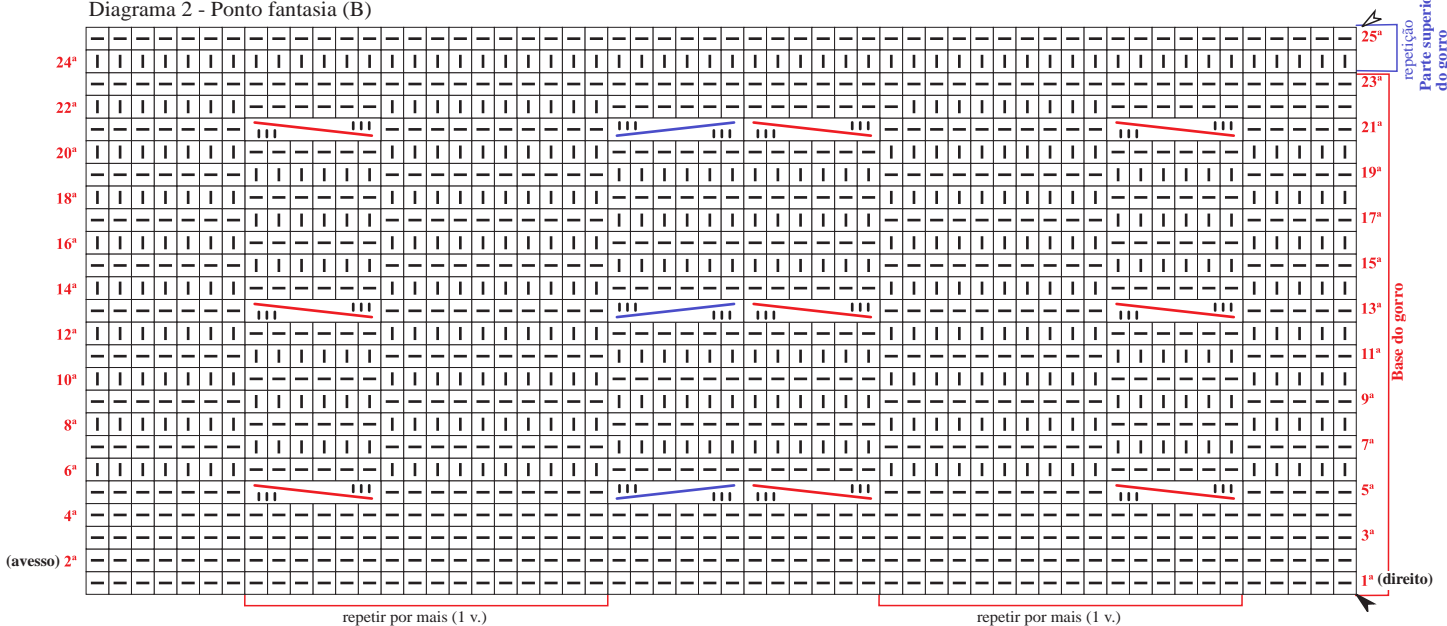 Diagrama 2 - Ponto fantasia (B)
25ª
24ª
23ª
22ª
21ª
20ª
19ª
18ª
17ª
16ª
15ª
14ª
13ª
12ª
11ª
10ª
9ª
8ª
7ª
6ª
5ª
4ª
3ª
(avesso) 2ª
1ª (direito)
repetição
Parte superio
do gorro
Base do gorro
repetir por mais (1 v.)
repetir por mais (1 v.)